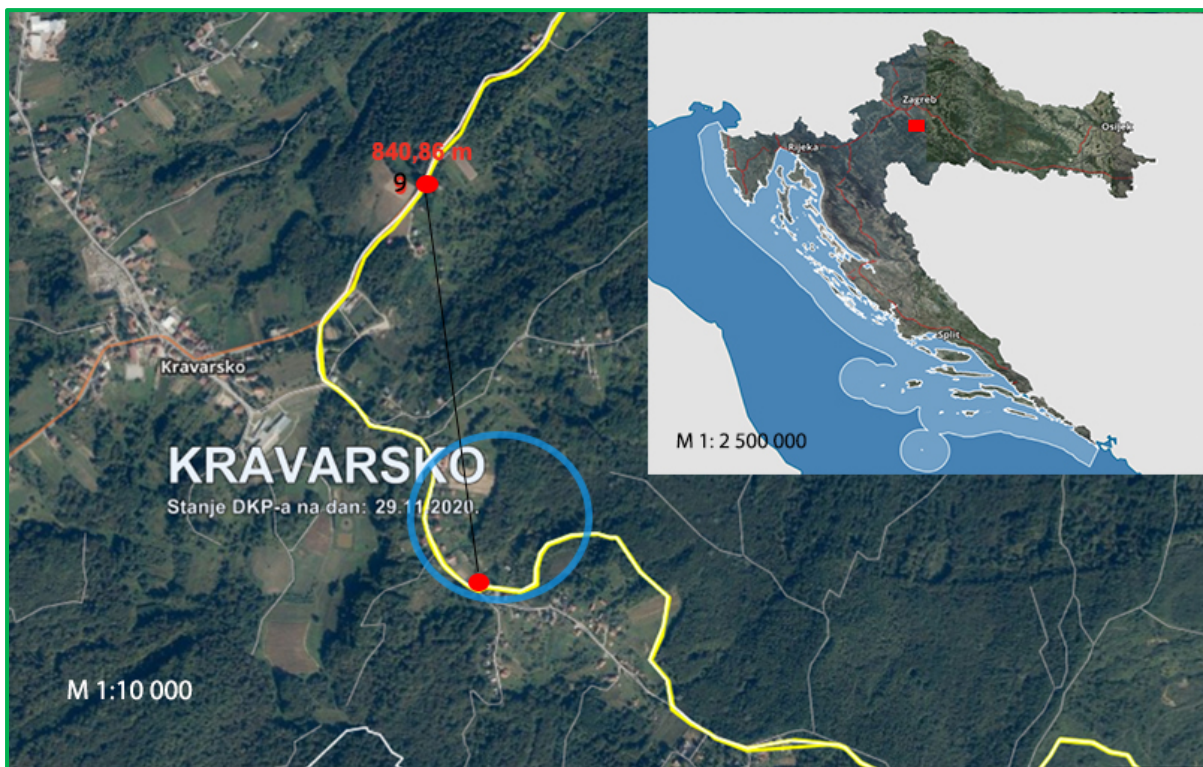 840,86 m
9
Kravarsko
KRAVARSKO
Stanje DKP-a na dan: 29.11.2020.
M 1:10 000
Zagreb
Osijek
Rijeka
Split
M 1: 2 500 000